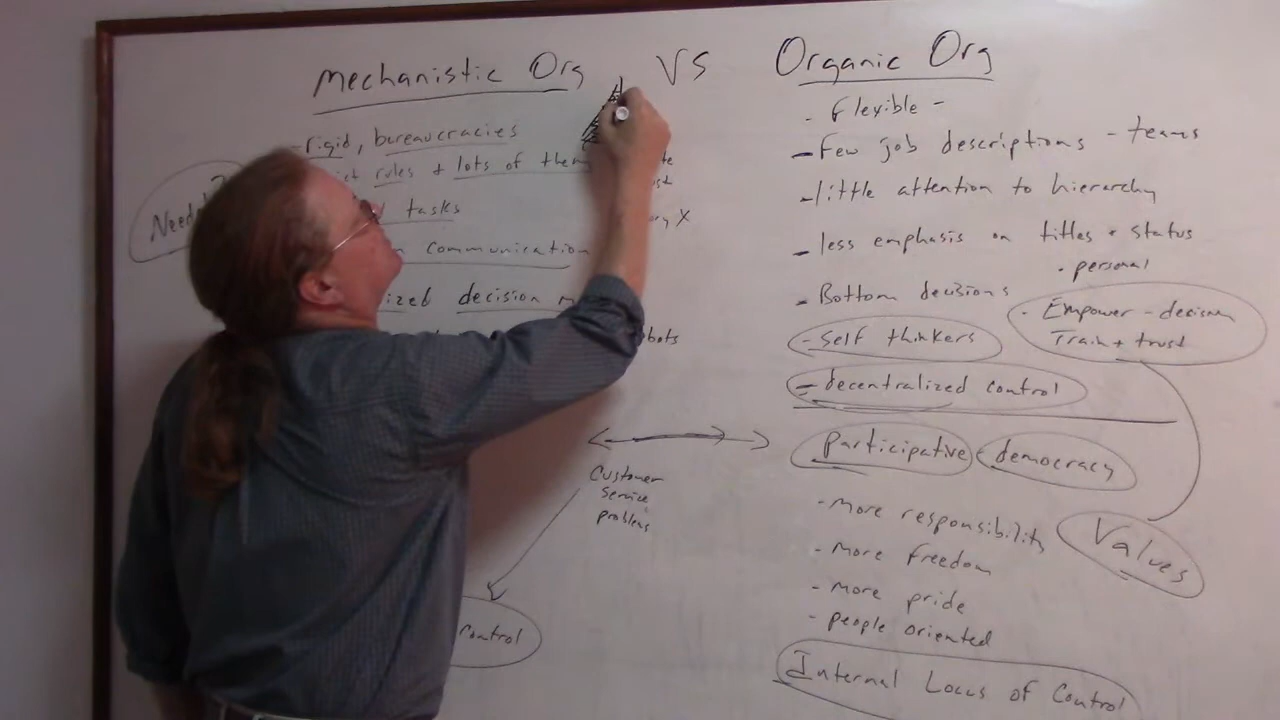 Mechanistic Org VS Organic Org
- rigid, bureaucracies
rules + lots of them
tasks
communication
decision
Need
X
- Flexible -
- Few job descriptions - teams
- little attention to hierarchy
- less emphasis on titles + status
• personal
- Bottom decisions
• Empower - decision
Train + trust
- Self thinkers
- decentralized control
participative democracy
Customer
Service
problems
- more responsibility
- more freedom
- more pride
- people oriented
Values
Control
Internal Locus of Control